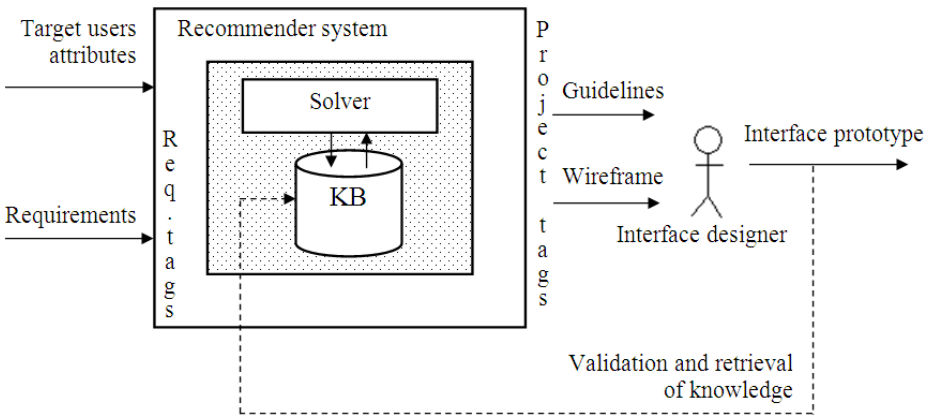 Target users
attributes
Recommender system
Project tags
Solver
Guidelines
Interface prototype
Req. tags
KB
Wireframe
Requirements
Interface designer
Validation and retrieval
of knowledge